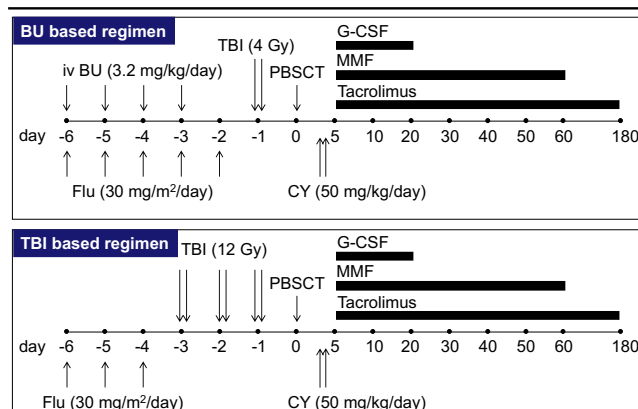 BU based regimen
G-CSF
TBI (4 Gy)
MMF
iv BU (3.2 mg/kg/day)
PBSCT
Tacrolimus
day -6 -5 -4 -3 -2 -1 0 5 10 20 30 40 50 60 180
Flu (30 mg/m²/day)
CY (50 mg/kg/day)
TBI based regimen
G-CSF
TBI (12 Gy)
MMF
PBSCT
Tacrolimus
day -6 -5 -4 -3 -2 -1 0 5 10 20 30 40 50 60 180
Flu (30 mg/m²/day)
CY (50 mg/kg/day)